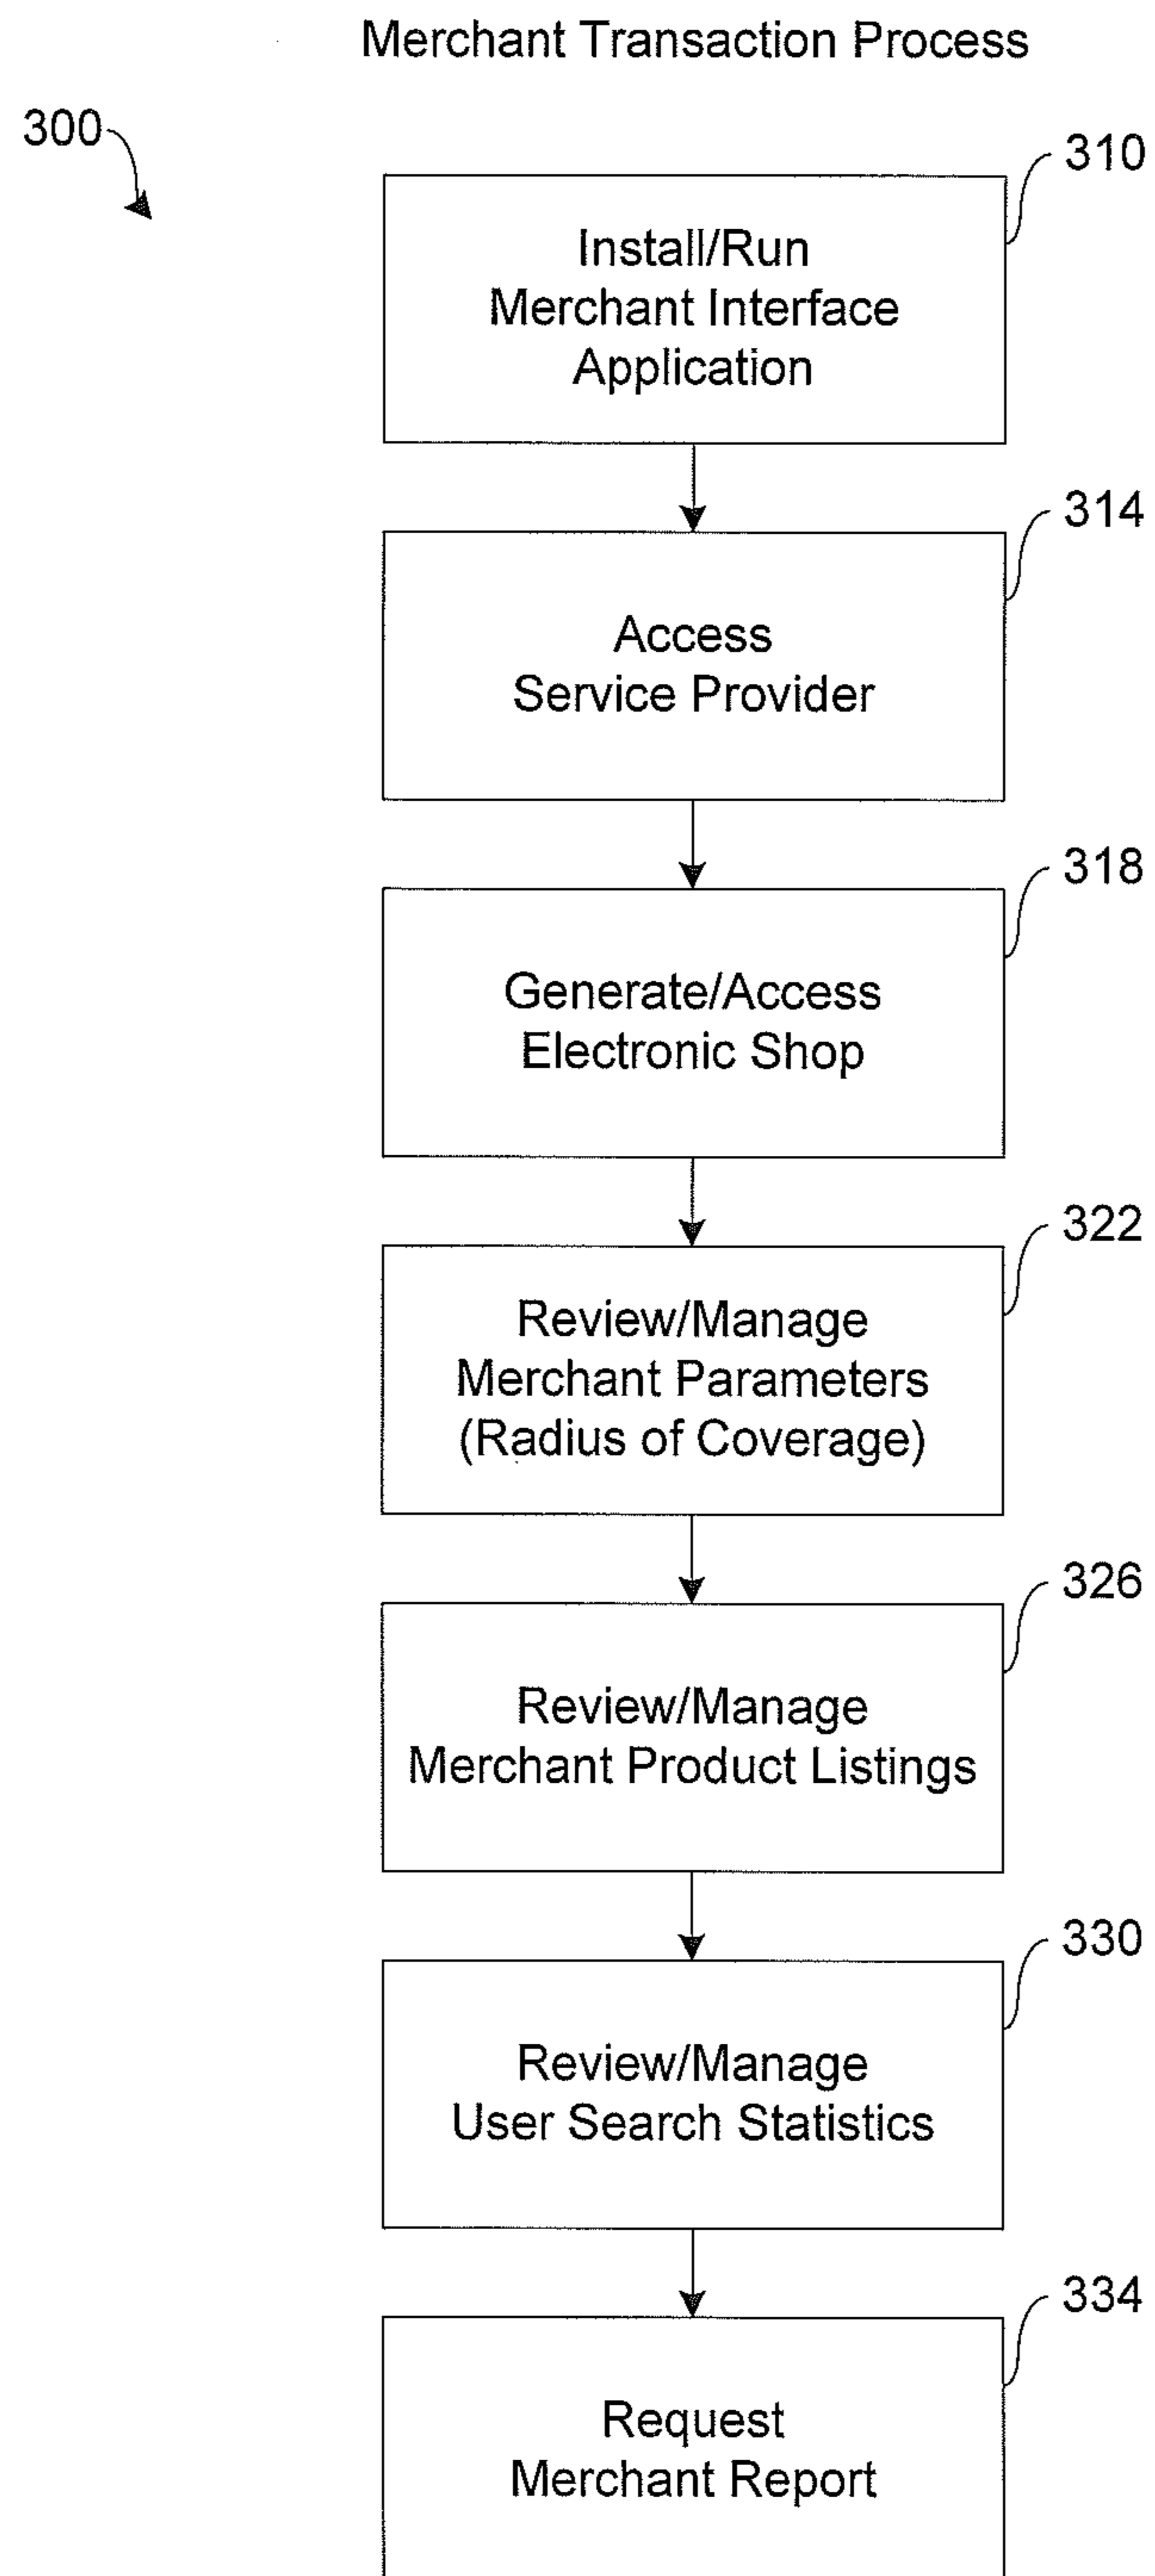 Merchant Transaction Process
300
310
Install/Run
Merchant Interface
Application
314
Access
Service Provider
318
Generate/Access
Electronic Shop
322
Review/Manage
Merchant Parameters
(Radius of Coverage)
326
Review/Manage
Merchant Product Listings
330
Review/Manage
User Search Statistics
334
Request
Merchant Report